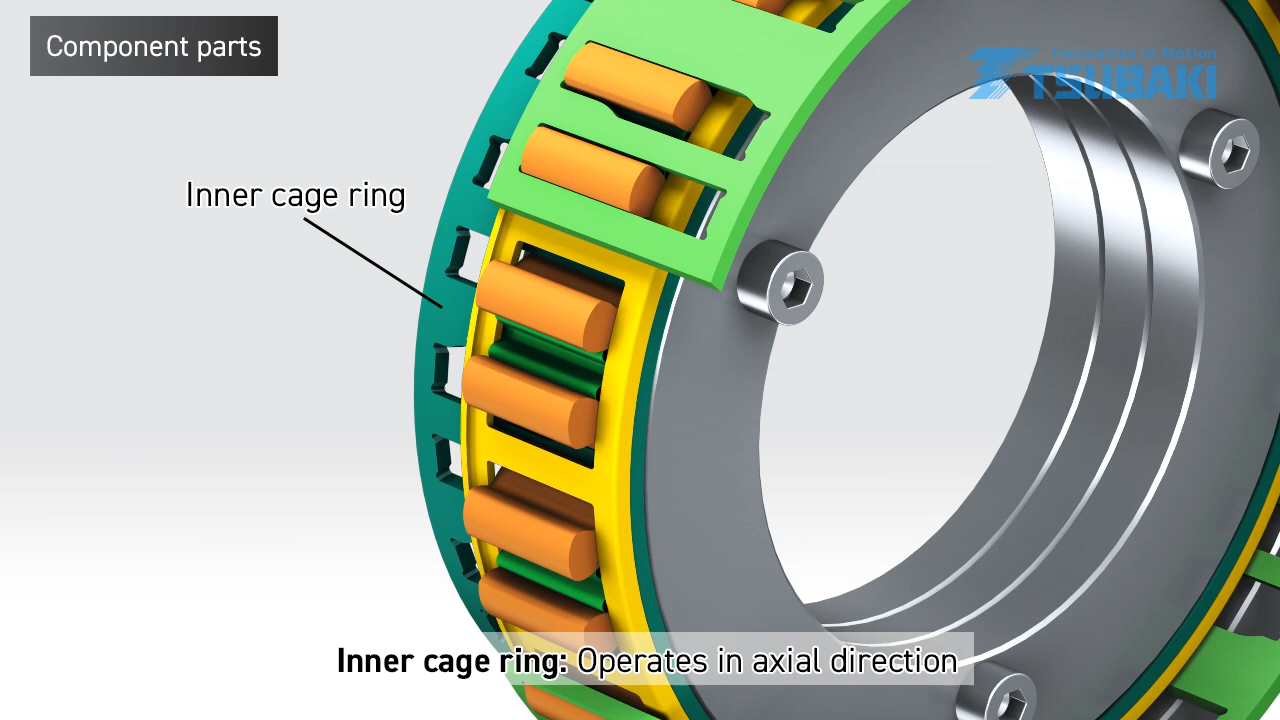 Component parts
Innovation in Motion
TSUBAKI
Inner cage ring
Inner cage ring: Operates in axial direction